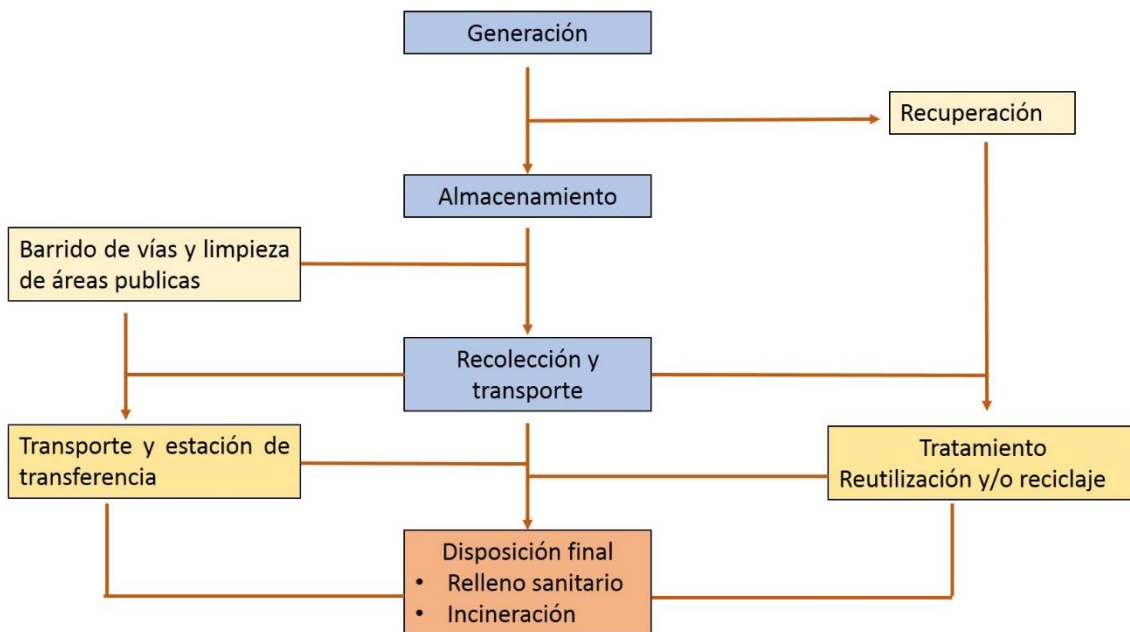 Generación
Recuperación
Almacenamiento
Barrido de vías y limpieza
de áreas publicas
Recolección y
transporte
Transporte y estación de
transferencia
Tratamiento
Reutilización y/o reciclaje
Disposición final
• Relleno sanitario
• Incineración